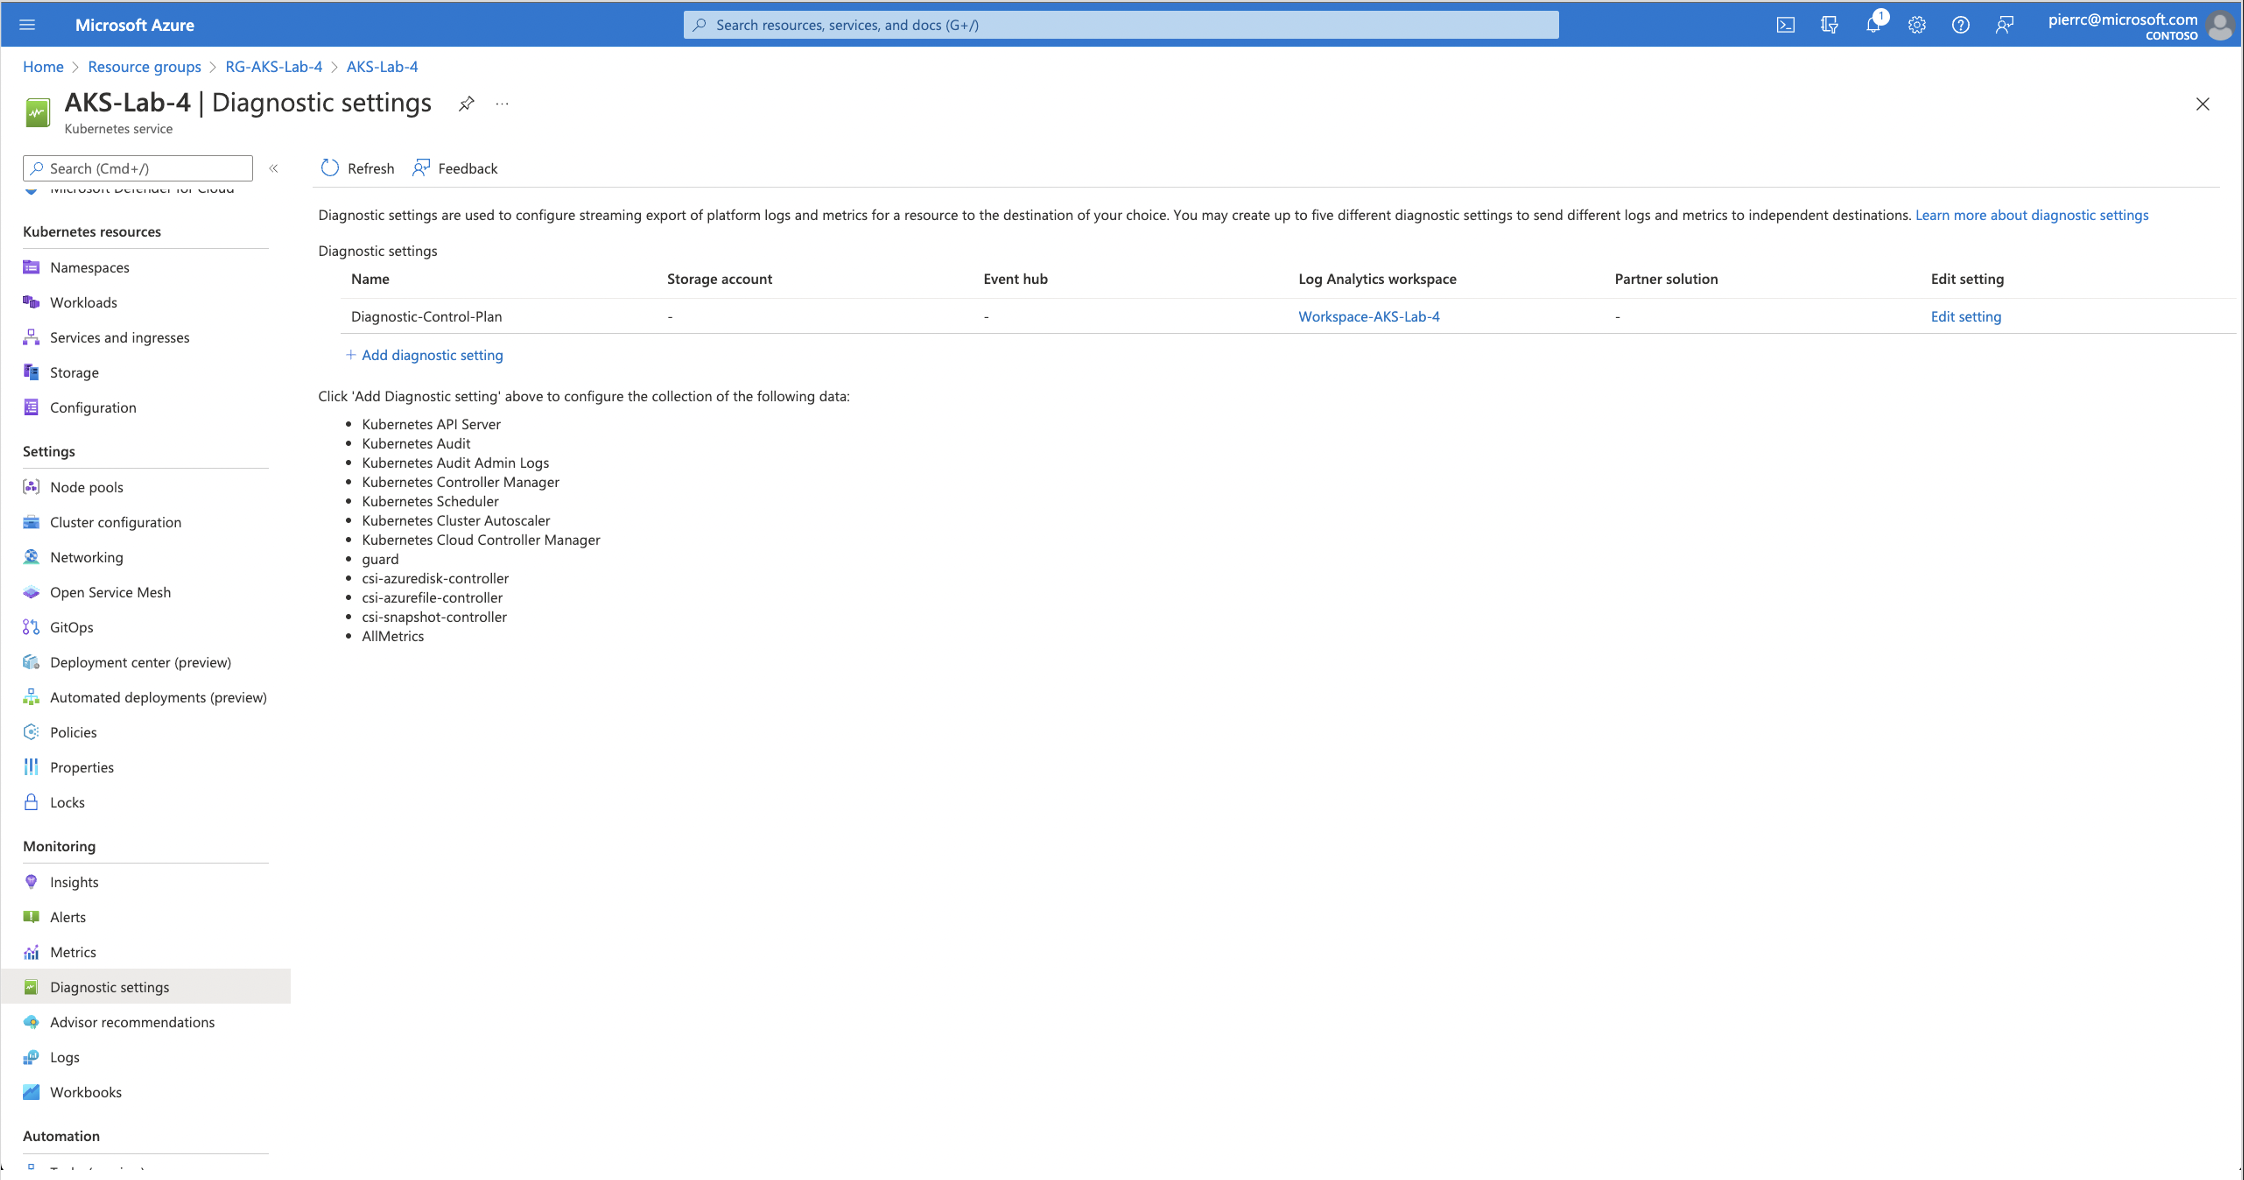 Microsoft Azure
Search resources, services, and docs (G+/)
1
pierrc@microsoft.com
CONTOSO
Home > Resource groups > RG-AKS-Lab-4 > AKS-Lab-4
AKS-Lab-4 | Diagnostic settings
Kubernetes service
Search (Cmd+/)
Microsoft Defender for Cloud
Kubernetes resources
Namespaces
Workloads
Services and ingresses
Storage
Configuration
Settings
Node pools
Cluster configuration
Networking
Open Service Mesh
GitOps
Deployment center (preview)
Automated deployments (preview)
Policies
Properties
Locks
Monitoring
Insights
Alerts
Metrics
Diagnostic settings
Advisor recommendations
Logs
Workbooks
Automation
Refresh Feedback
Diagnostic settings are used to configure streaming export of platform logs and metrics for a resource to the destination of your choice. You may create up to five different diagnostic settings to send different logs and metrics to independent destinations. Learn more about diagnostic settings
Diagnostic settings
Name Storage account Event hub Log Analytics workspace Partner solution Edit setting
Diagnostic-Control-Plan - - Workspace-AKS-Lab-4 - Edit setting
+ Add diagnostic setting
Click 'Add Diagnostic setting' above to configure the collection of the following data:
• Kubernetes API Server
• Kubernetes Audit
• Kubernetes Audit Admin Logs
• Kubernetes Controller Manager
• Kubernetes Scheduler
• Kubernetes Cluster Autoscaler
• Kubernetes Cloud Controller Manager
• guard
• csi-azuredisk-controller
• csi-azurefile-controller
• csi-snapshot-controller
• AllMetrics